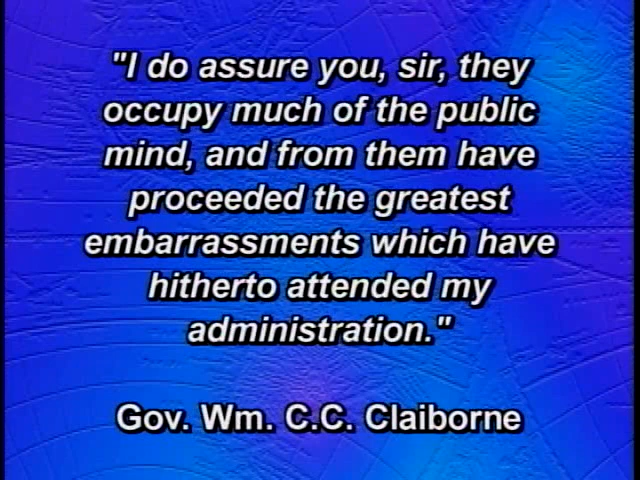 "I do assure you, sir, they
occupy much of the public
mind, and from them have
proceeded the greatest
embarrassments which have
hitherto attended my
administration."
Gov. Wm. C.C. Claiborne